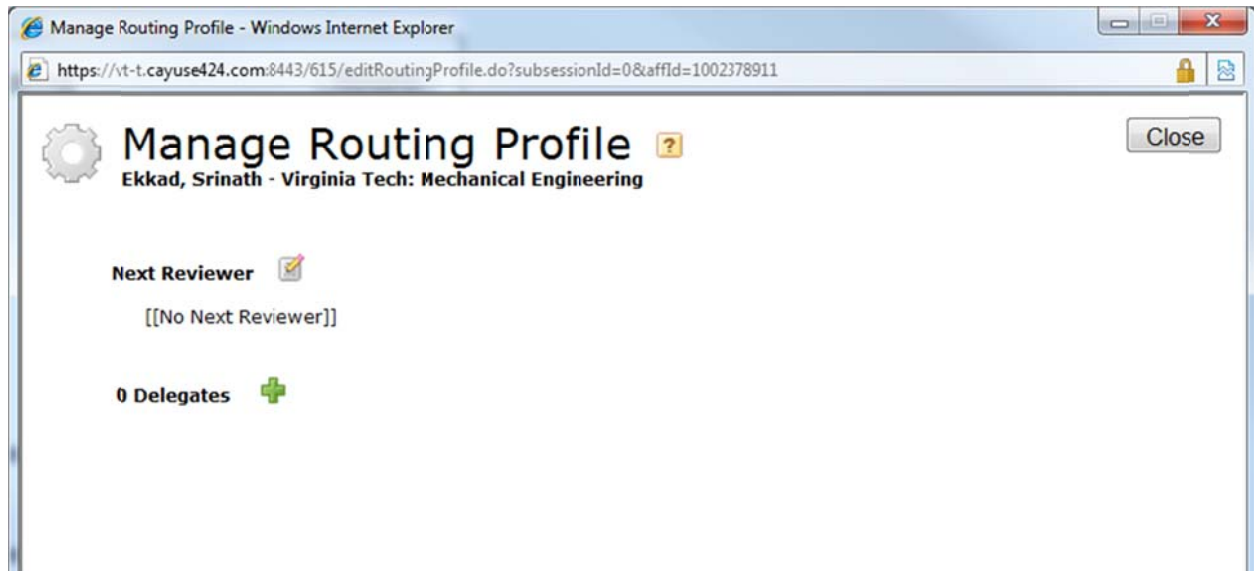 Manage Routing Profile - Windows Internet Explorer
https://vt-t.cayuse424.com:8443/615/editRoutingProfile.do?subsessionId=0&affId=1002378911
Manage Routing Profile ?
Close
Ekkad, Srinath - Virginia Tech: Mechanical Engineering
Next Reviewer
[[No Next Reviewer]]
0 Delegates